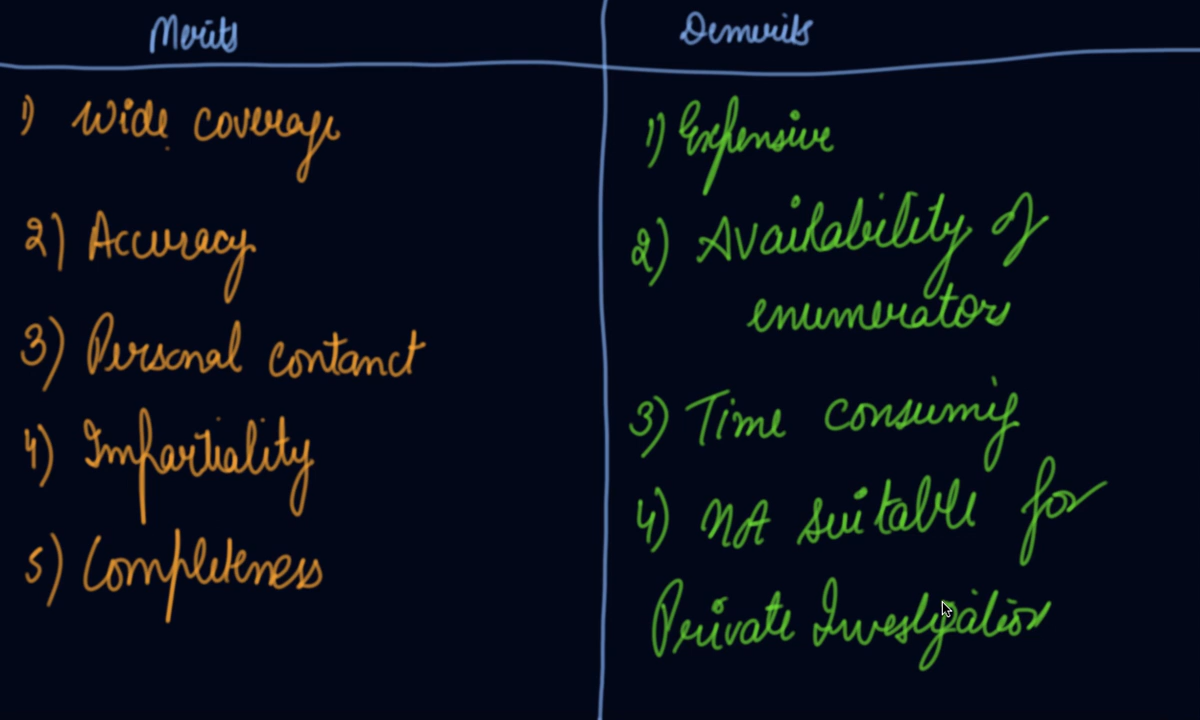 Merits
1) Wide coverage
2) Accuracy
3) Personal contanct
4) Impartiality
5) Completeness
Demerits
1) Expensive
2) Availability of
enumerators
3) Time consuming
4) Not suitable for
Private Investigation